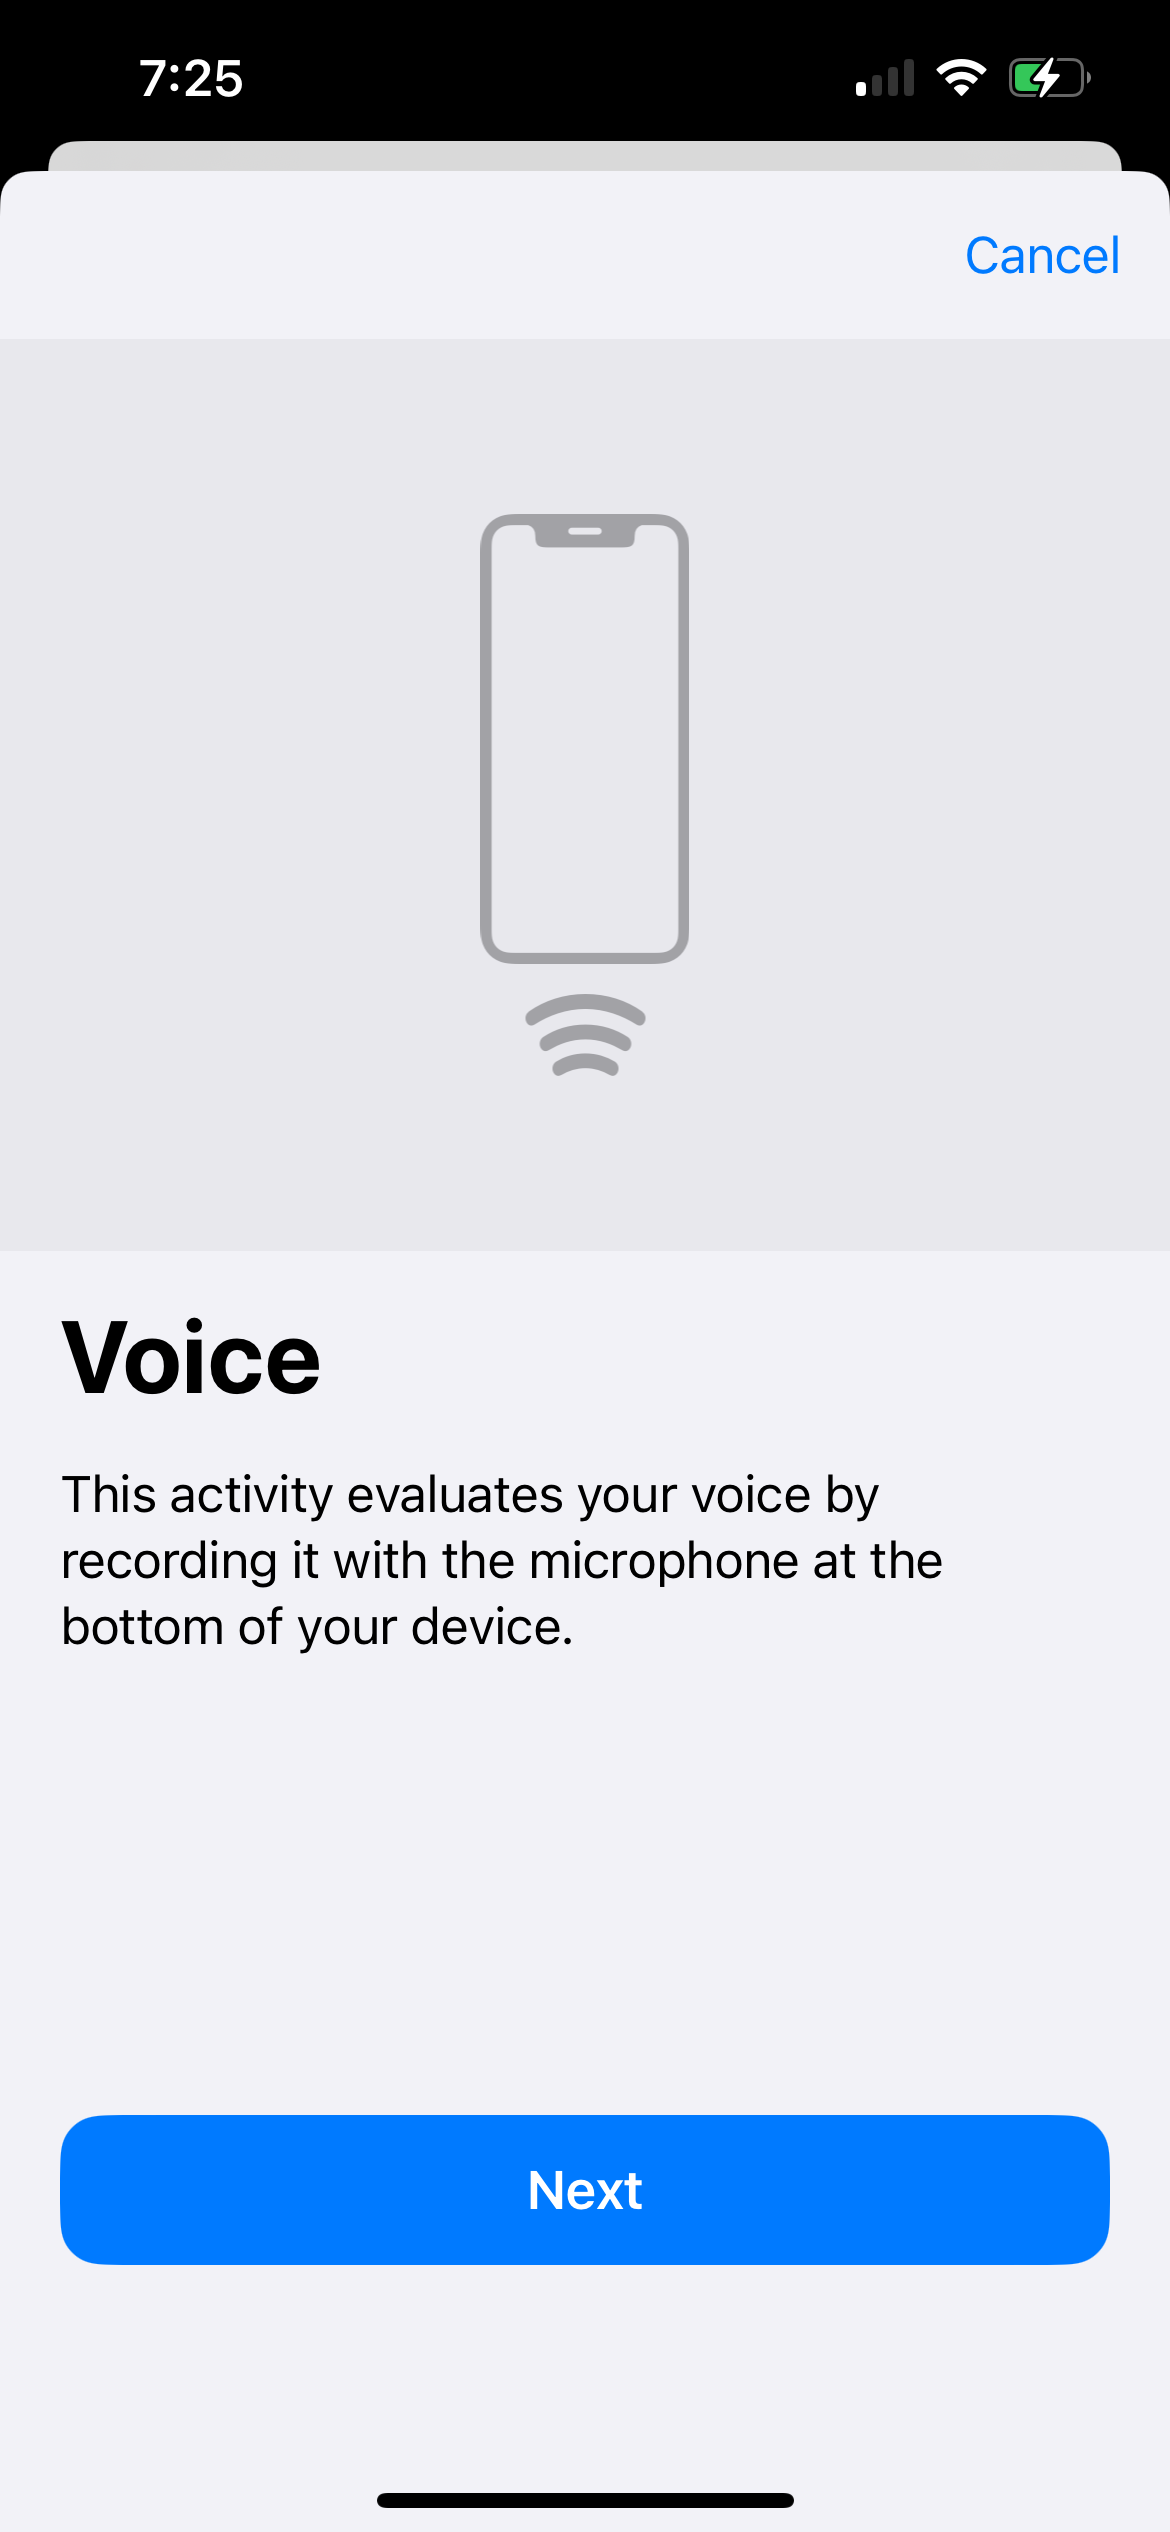 7:25
Cancel
Voice
This activity evaluates your voice by
recording it with the microphone at the
bottom of your device.
Next